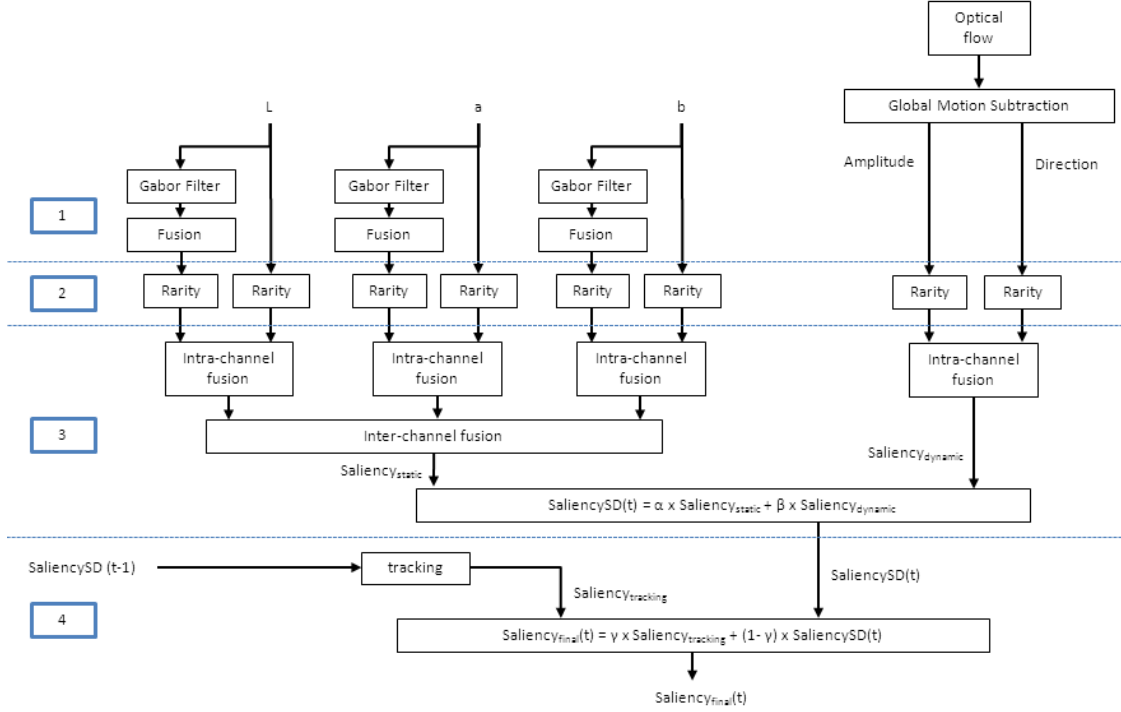 Optical
flow
Global Motion Subtraction
L
a
b
Amplitude
Direction
Gabor Filter
Gabor Filter
Gabor Filter
1
Fusion
Fusion
Fusion
2
Rarity
Rarity
Rarity
Rarity
Rarity
Rarity
Rarity
Rarity
Intra-channel
fusion
Intra-channel
fusion
Intra-channel
fusion
Intra-channel
fusion
3
Inter-channel fusion
Saliencystatic
Saliencydynamic
SaliencySD(t) = α x Saliencystatic + β x Saliencydynamic
SaliencySD (t-1)
tracking
SaliencySD(t)
Saliencytracking
4
Saliencyfinal(t) = γ x Saliencytracking + (1- γ) x SaliencySD(t)
Saliencyfinal(t)